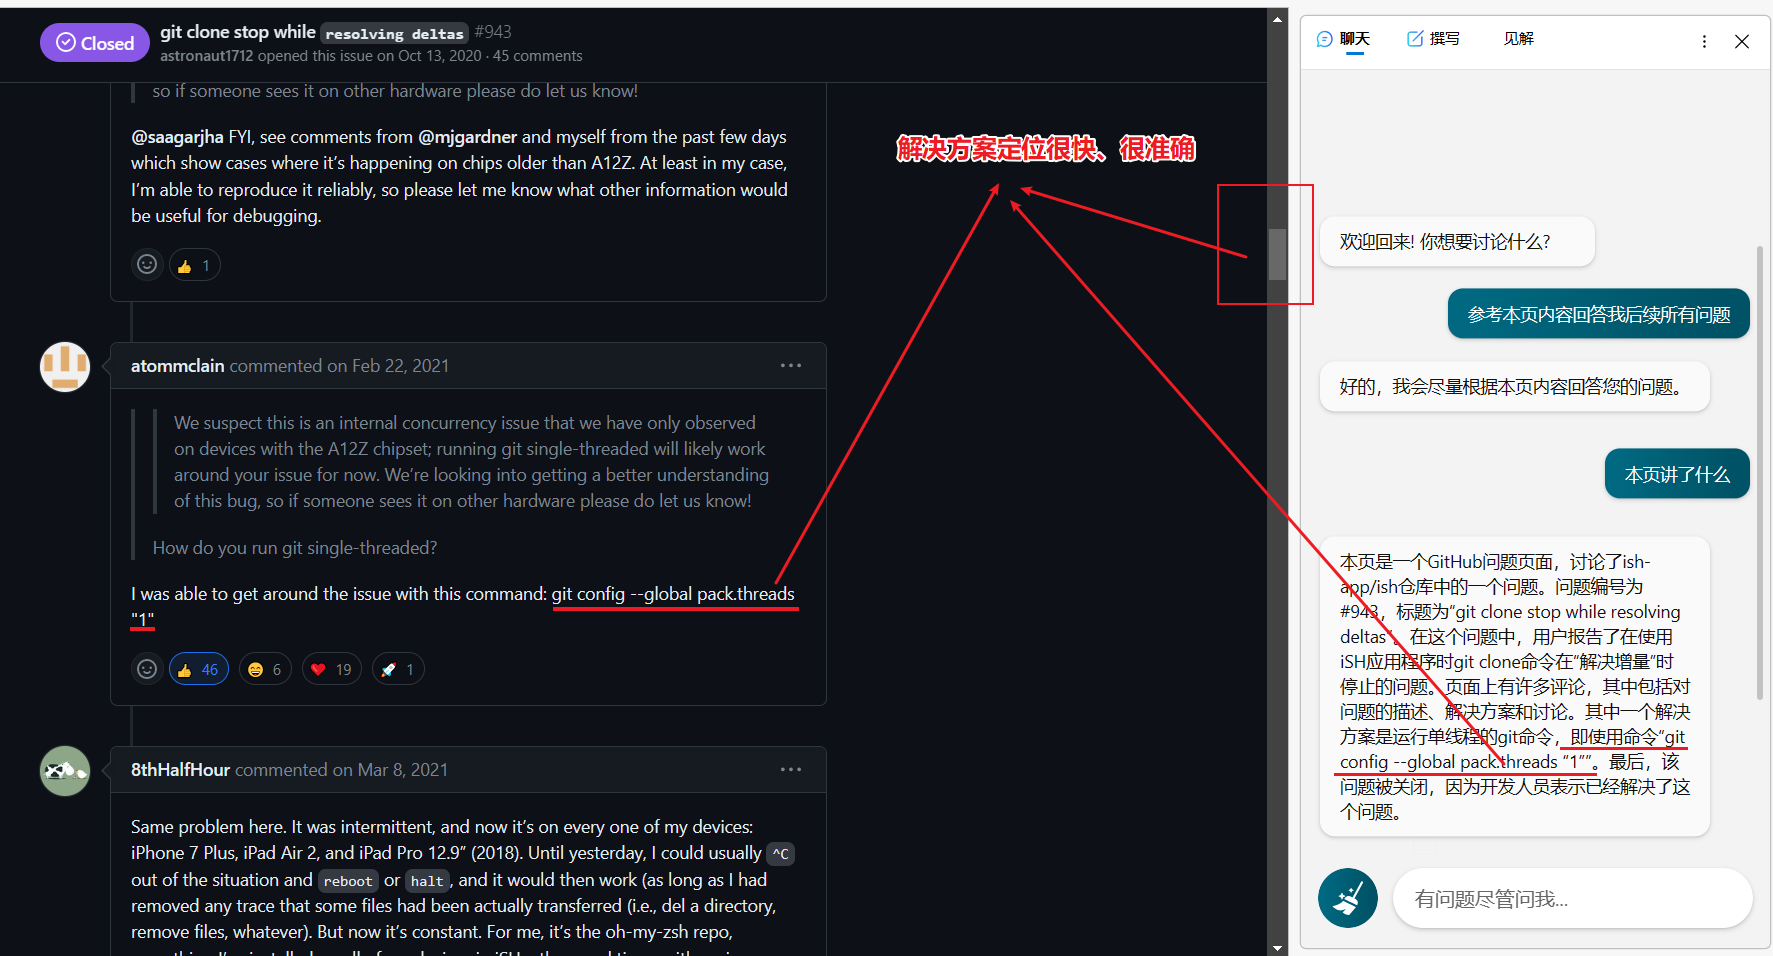 Closed
git clone stop while resolving deltas #943
astronaut1712 opened this issue on Oct 13, 2020 · 45 comments
so if someone sees it on other hardware please do let us know!
@saagarjha FYI, see comments from @mjgardner and myself from the past few days
which show cases where it’s happening on chips older than A12Z. At least in my case,
I’m able to reproduce it reliably, so please let me know what other information would
be useful for debugging.
👍 1
atommclain commented on Feb 22, 2021
We suspect this is an internal concurrency issue that we have only observed
on devices with the A12Z chipset; running git single-threaded will likely work
around your issue for now. We’re looking into getting a better understanding
of this bug, so if someone sees it on other hardware please do let us know!
How do you run git single-threaded?
I was able to get around the issue with this command: git config --global pack.threads
"1"
👍 46 😄 6 ❤️ 19 🚀 1
8thHalfHour commented on Mar 8, 2021
Same problem here. It was intermittent, and now it’s on every one of my devices:
iPhone 7 Plus, iPad Air 2, and iPad Pro 12.9” (2018). Until yesterday, I could usually ^C
out of the situation and reboot or halt, and it would then work (as long as I had
removed any trace that some files had been actually transferred (i.e., del a directory,
remove files, whatever). But now it’s constant. For me, it’s the oh-my-zsh repo,
解决方案定位很快、很准确
聊天 撰写 见解
欢迎回来! 你想要讨论什么?
参考本页内容回答我后续所有问题
好的，我会尽量根据本页内容回答您的问题。
本页讲了什么
本页是一个GitHub问题页面，讨论了ish-
app/ish仓库中的一个问题。问题编号为
#943，标题为“git clone stop while resolving
deltas”。在这个问题中，用户报告了在使用
iSH应用程序时git clone命令在“解决增量”时
停止的问题。页面上有许多评论，其中包括对
问题的描述、解决方案和讨论。其中一个解决
方案是运行单线程的git命令，即使用命令“git
config --global pack.threads “1””。最后，该
问题被关闭，因为开发人员表示已经解决了这
个问题。
有问题尽管问我...